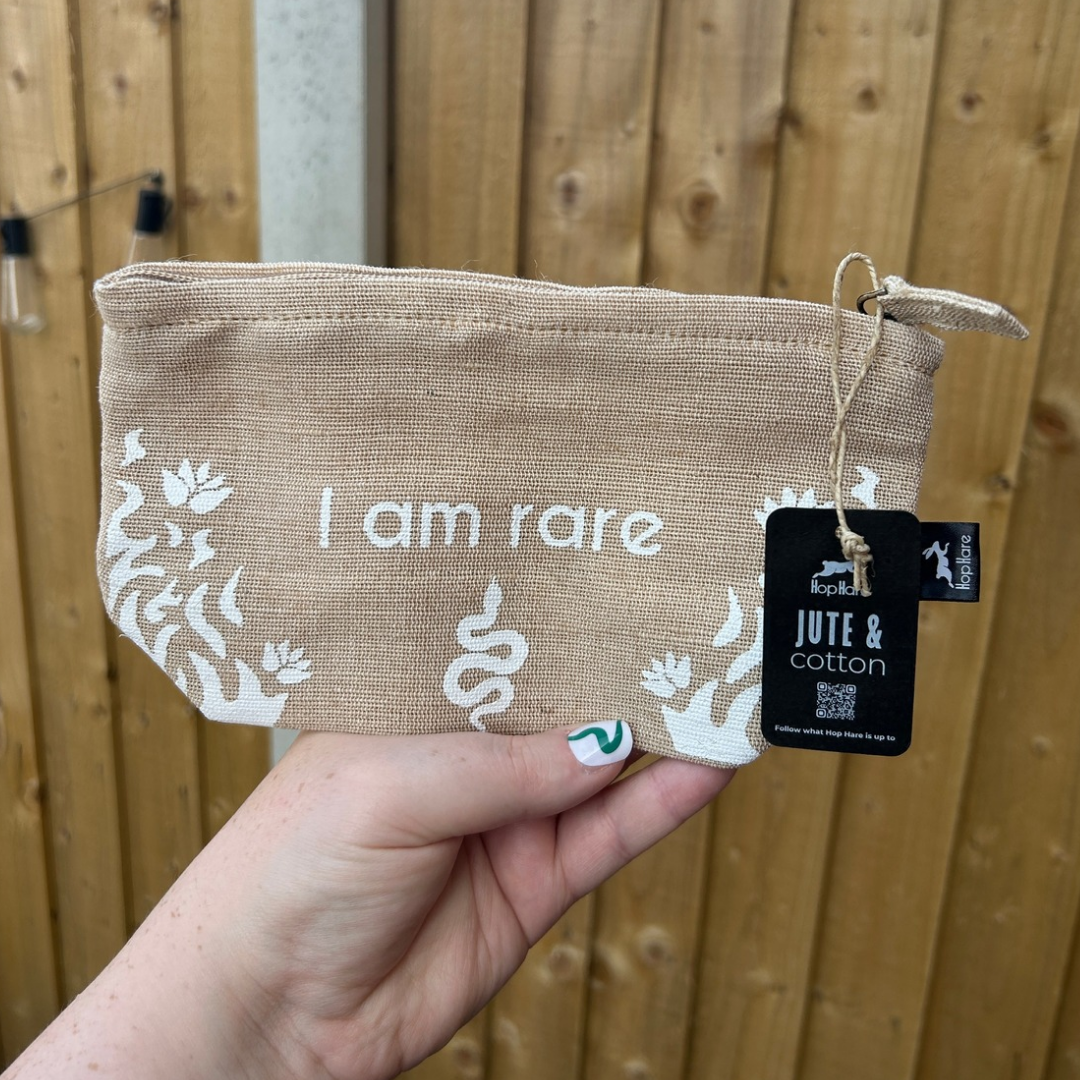 I am rare
Hop Hare
JUTE &
cotton
Follow what Hop Hare is up to
Hop Hare